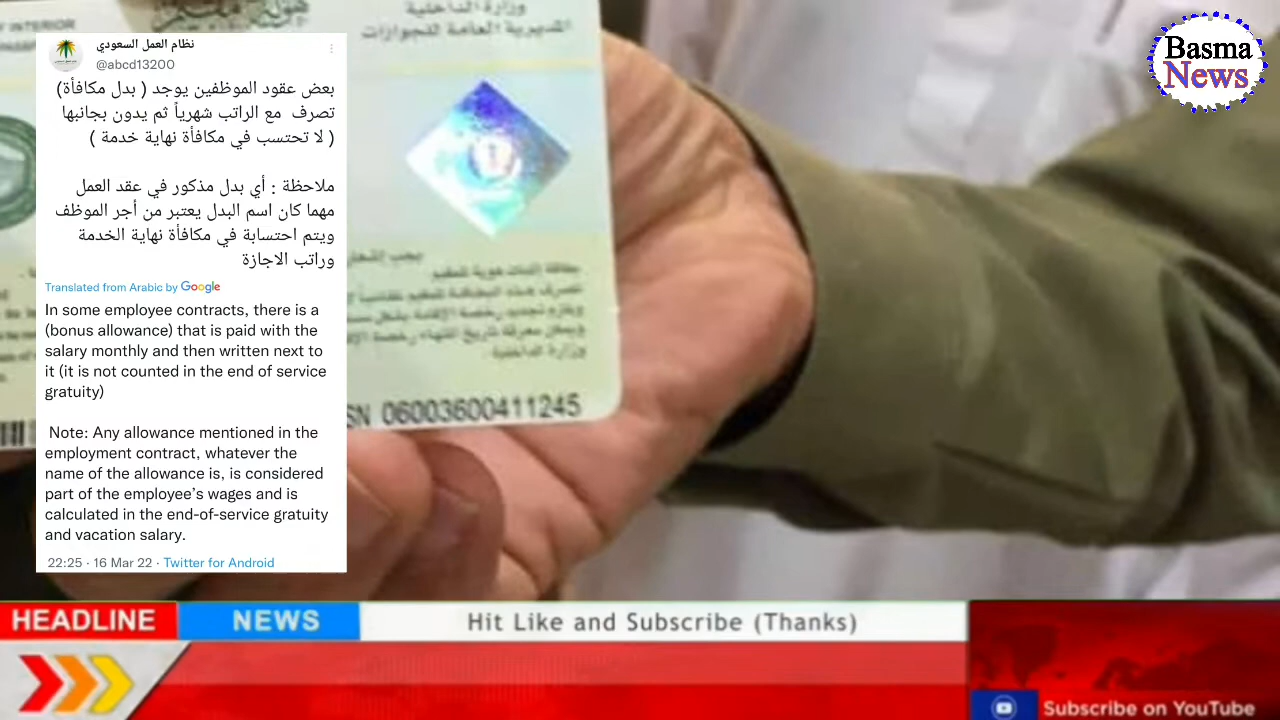 نظام العمل السعودي
@abcd13200
بعض عقود الموظفين يوجد ( بدل مكافأة)
تصرف مع الراتب شهرياً ثم يدون بجانبها
( لا تحتسب في مكافأة نهاية خدمة )
ملاحظة : أي بدل مذكور في عقد العمل
مهما كان اسم البدل يعتبر من أجر الموظف
ويتم احتسابة في مكافأة نهاية الخدمة
وراتب الاجازة
Translated from Arabic by Google
In some employee contracts, there is a
(bonus allowance) that is paid with the
salary monthly and then written next to
it (it is not counted in the end of service
gratuity)
Note: Any allowance mentioned in the
employment contract, whatever the
name of the allowance is, is considered
part of the employee’s wages and is
calculated in the end-of-service gratuity
and vacation salary.
22:25 · 16 Mar 22 · Twitter for Android
INTERIOR
وزارة الداخلية
المديرية العامة للجوازات
بطاقة إثبات هوية للمقيم
وزارة الداخلية
SN 06003600411245
Basma
News
HEADLINE
NEWS
Hit Like and Subscribe (Thanks)
Subscribe on YouTube